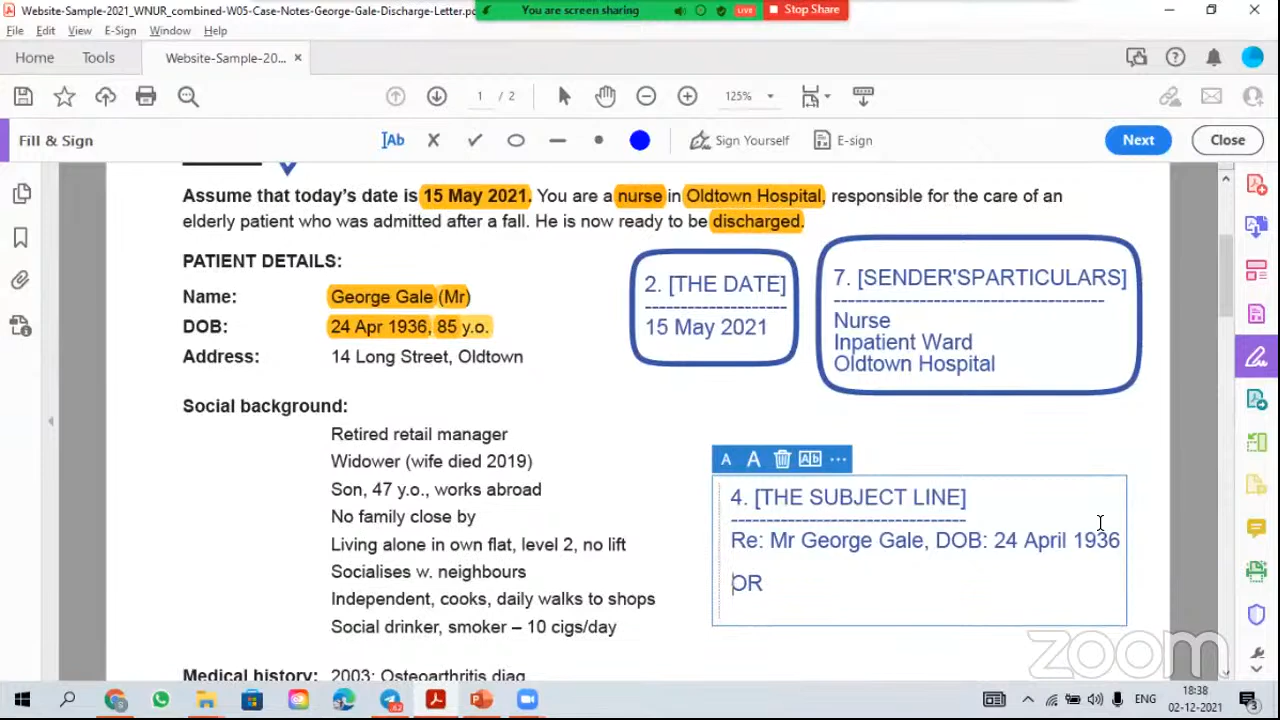 Website-Sample-2021_WNUR_combined-W05-Case-Notes-George-Gale-Discharge-Letter.pc
You are screen sharing
LIVE
Stop Share
File Edit View E-Sign Window Help
Home Tools Website-Sample-20... ×
1 / 2 125%
Fill & Sign
Ab Sign Yourself E-sign Next Close
Assume that today's date is 15 May 2021. You are a nurse in Oldtown Hospital, responsible for the care of an
elderly patient who was admitted after a fall. He is now ready to be discharged.
PATIENT DETAILS:
Name: George Gale (Mr)
DOB: 24 Apr 1936, 85 y.o.
Address: 14 Long Street, Oldtown
2. [THE DATE]
---------------------
15 May 2021
7. [SENDER'SPARTICULARS]
-------------------------------------
Nurse
Inpatient Ward
Oldtown Hospital
Social background:
Retired retail manager
Widower (wife died 2019)
Son, 47 y.o., works abroad
No family close by
Living alone in own flat, level 2, no lift
Socialises w. neighbours
Independent, cooks, daily walks to shops
Social drinker, smoker – 10 cigs/day
A A Ab ...
4. [THE SUBJECT LINE]
---------------------------------
Re: Mr George Gale, DOB: 24 April 1936
OR
Medical history: 2003: Osteoarthritis diag
zoom
ENG
18:38
02-12-2021
3